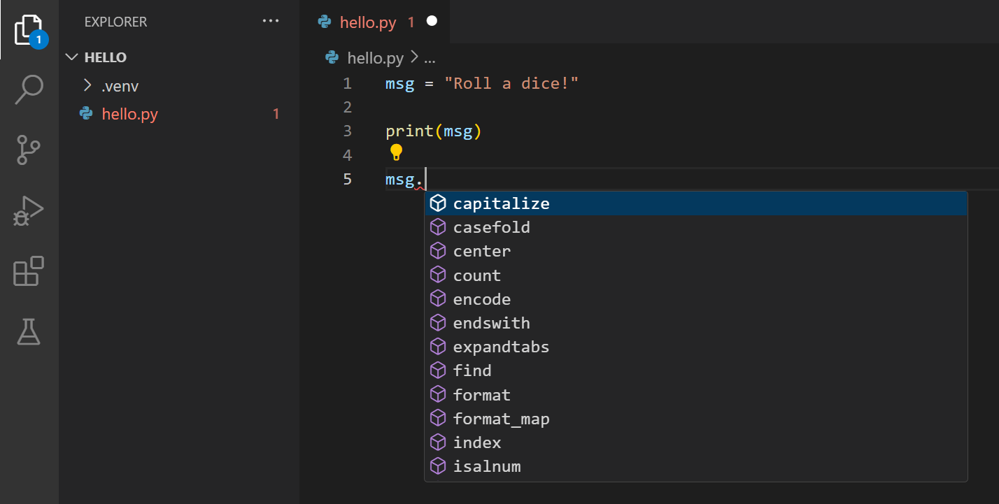 EXPLORER ...
1
HELLO
.venv
hello.py 1
hello.py 1
hello.py > ...
1 msg = "Roll a dice!"
2
3 print(msg)
4
5 msg.
capitalize
casefold
center
count
encode
endswith
expandtabs
find
format
format_map
index
isalnum